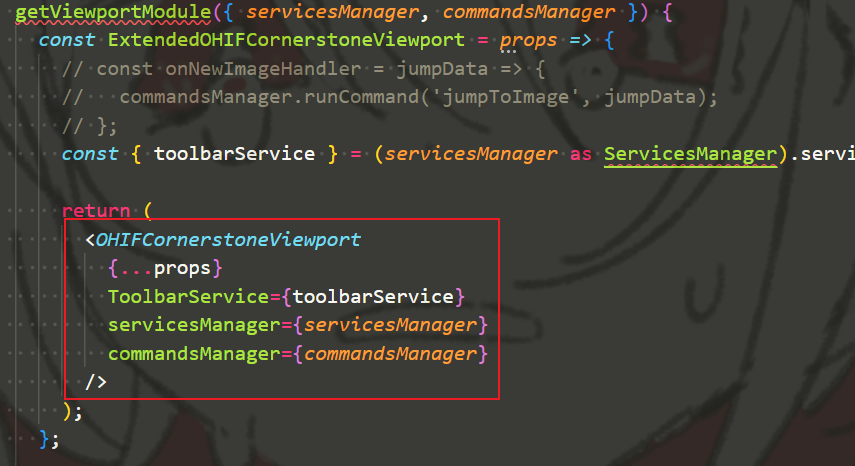 getViewportModule({ servicesManager, commandsManager }) {
const ExtendedOHIFCornerstoneViewport = props => {
// const onNewImageHandler = jumpData => {
//   commandsManager.runCommand('jumpToImage', jumpData);
// };
const { toolbarService } = (servicesManager as ServicesManager).servi
return (
<OHIFCornerstoneViewport
{...props}
ToolbarService={toolbarService}
servicesManager={servicesManager}
commandsManager={commandsManager}
/>
);
};